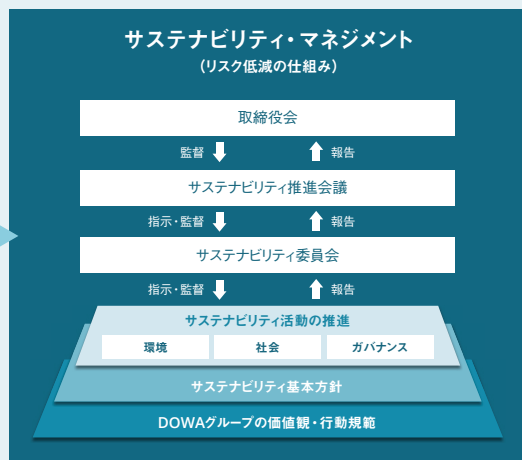 サステナビリティ・マネジメント
(リスク低減の仕組み)
取締役会
監督 報告
サステナビリティ推進会議
指示・監督 報告
サステナビリティ委員会
指示・監督 報告
サステナビリティ活動の推進
環境 社会 ガバナンス
サステナビリティ基本方針
DOWAグループの価値観・行動規範